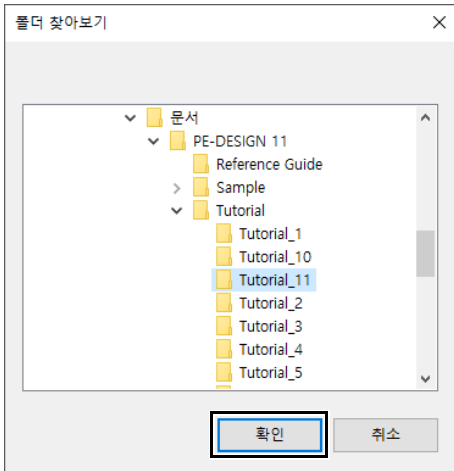 폴더 찾아보기
문서
PE-DESIGN 11
Reference Guide
Sample
Tutorial
Tutorial_1
Tutorial_10
Tutorial_11
Tutorial_2
Tutorial_3
Tutorial_4
Tutorial_5
확인 취소